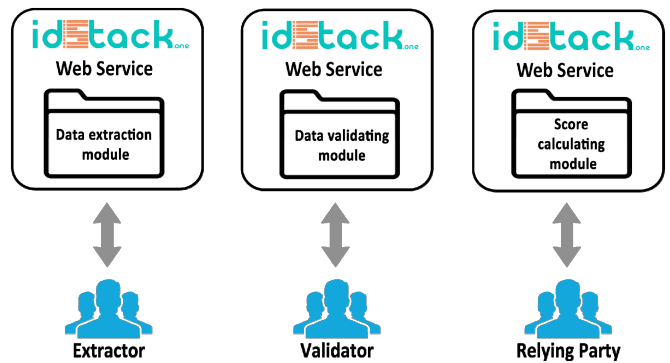 idStack.one
idStack.one
idStack.one
Web Service
Web Service
Web Service
Data extraction
module
Data validating
module
Score
calculating
module
Extractor
Validator
Relying Party